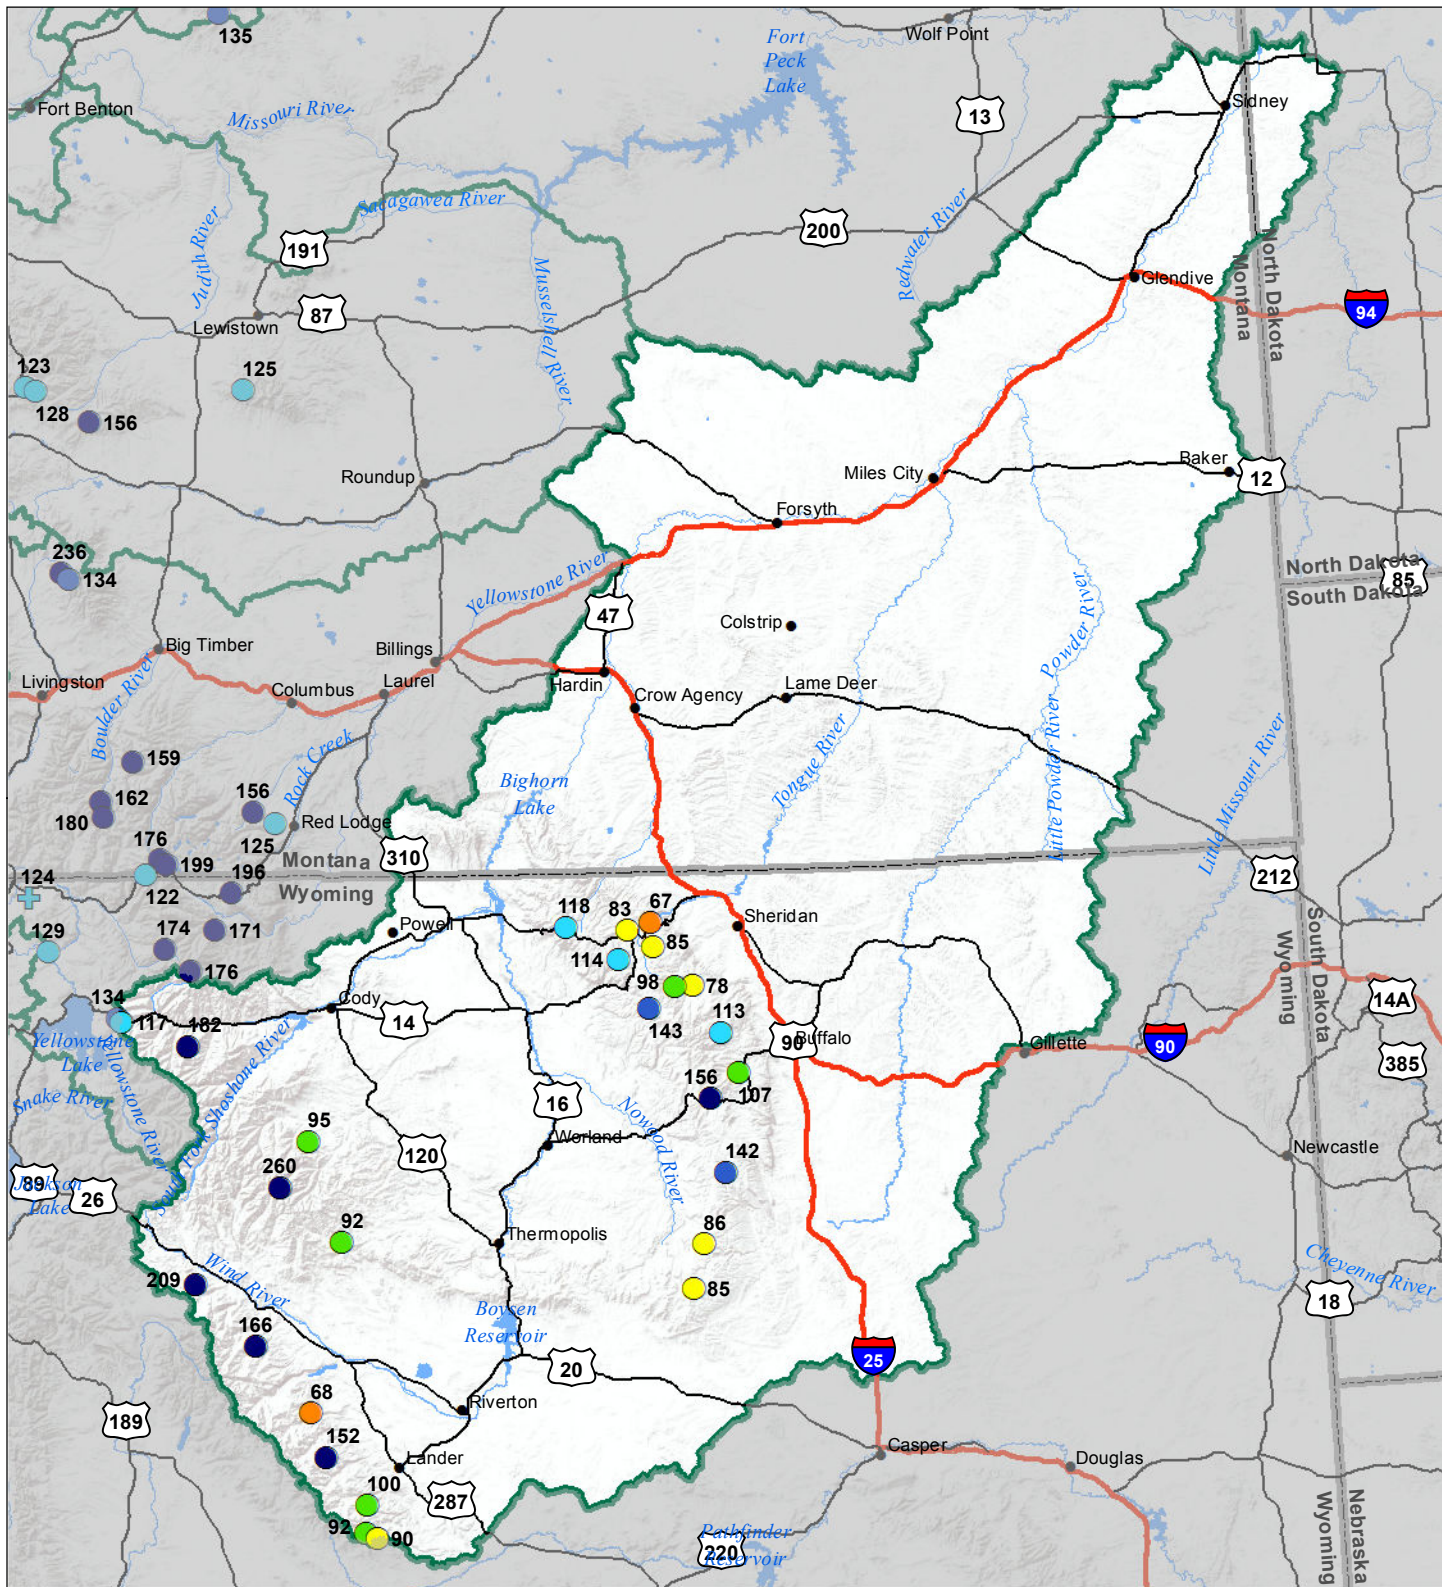 135
Fort Benton
Missouri River
Fort
Peck
Lake
Wolf Point
13
Sidney
Sacagawea River
191
200
Judith River
Musselshell River
Redwater River
North Dakota
Montana
Glendive
94
Lewistown
87
123
128
156
125
Roundup
Miles City
Baker
12
Forsyth
236
134
Yellowstone River
47
North Dakota
South Dakota
85
Colstrip
Powder River
Big Timber
Billings
Livingston
Columbus
Laurel
Hardin
Crow Agency
Lame Deer
Boulder River
Rock Creek
Bighorn
Lake
Tongue River
Little Powder River
Little Missouri River
159
162
180
156
125
Red Lodge
310
176
199
Montana
Wyoming
124
122
196
212
174
171
129
176
Powell
118
83
67
85
114
98
78
143
113
Sheridan
South Dakota
Wyoming
14A
134
117
182
Cody
14
Yellowstone
Lake
Yellowstone River
Snake River
South Fork Shoshone River
90
Buffalo
Gillette
90
385
156
107
16
Worland
Nowood River
95
260
120
142
Newcastle
89
Jackson
Lake
26
92
Thermopolis
86
85
209
Wind River
Boysen
Reservoir
Cheyenne River
18
166
20
25
68
Riverton
189
152
Lander
Casper
Douglas
100
287
92
90
Pathfinder
Reservoir
220
Nebraska
Wyoming